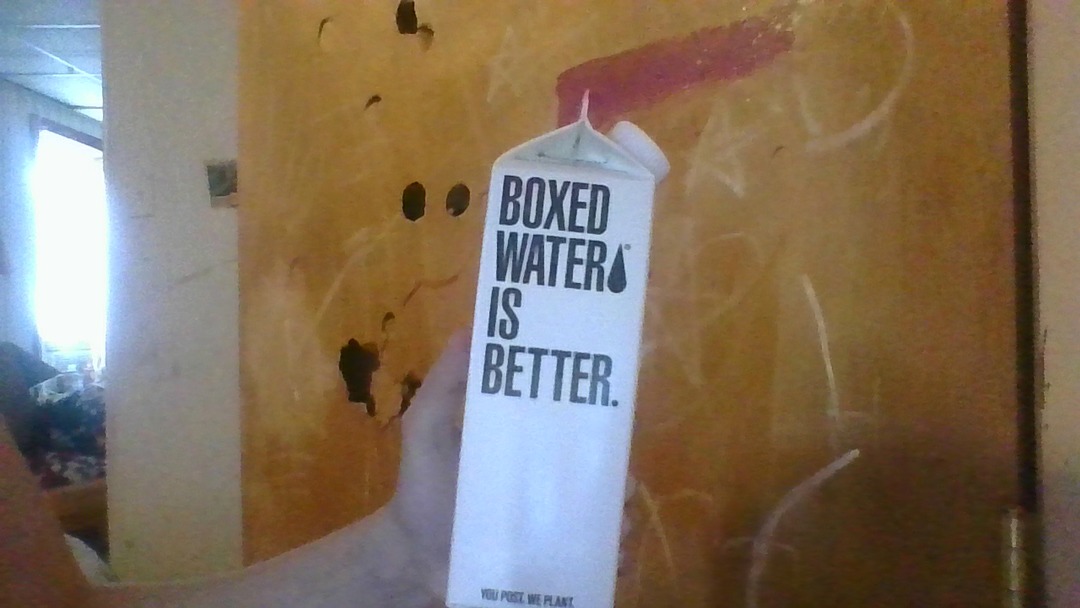 BOXED
WATER
IS
BETTER.
YOU POST. WE PLANT.